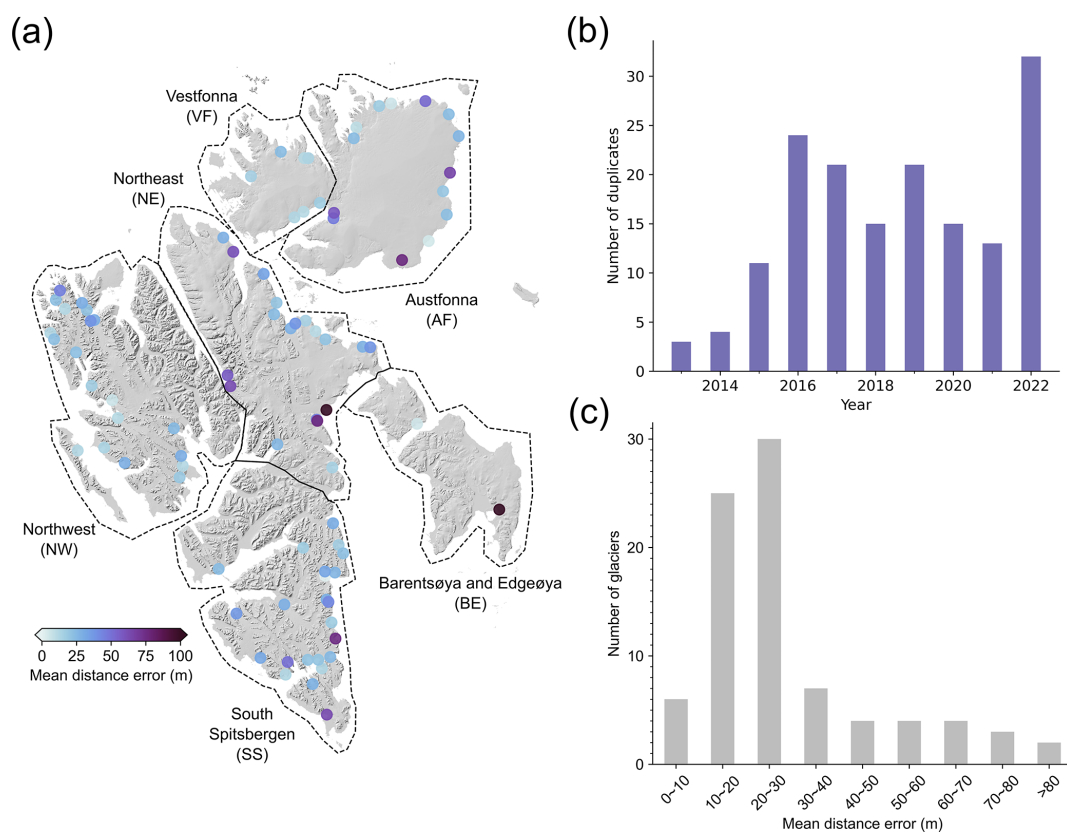 (a)
Vestfonna
(VF)
Northeast
(NE)
Austfonna
(AF)
Northwest
(NW)
Barentsøya and Edgeøya
(BE)
0 25 50 75 100
Mean distance error (m)
South
Spitsbergen
(SS)
(b)
Number of duplicates
30
25
20
15
10
5
0
2014 2016 2018 2020 2022
Year
(c)
Number of glaciers
30
20
10
0
0~10 10~20 20~30 30~40 40~50 50~60 60~70 70~80 >80
Mean distance error (m)